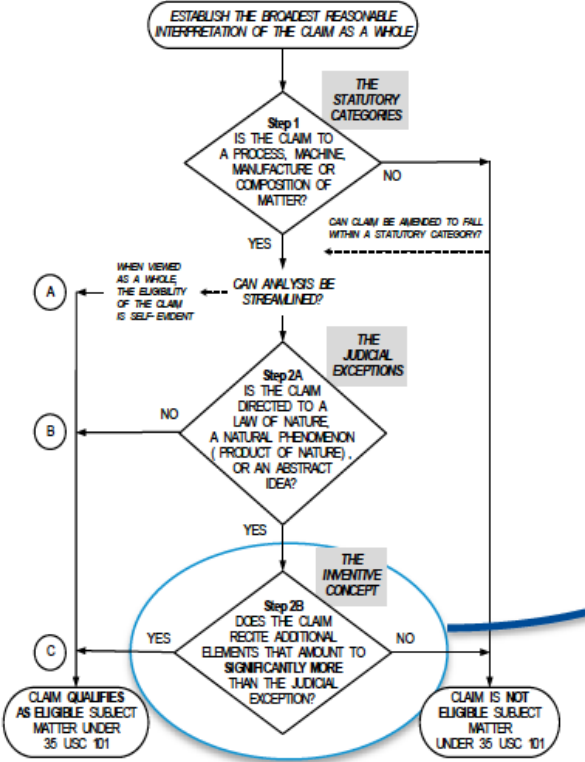 ESTABLISH THE BROADEST REASONABLE
INTERPRETATION OF THE CLAIM AS A WHOLE
THE
STATUTORY
CATEGORIES
Step 1
IS THE CLAIM TO
A PROCESS, MACHINE,
MANUFACTURE OR
COMPOSITION OF
MATTER?
NO
YES
CAN CLAIM BE AMENDED TO FALL
WITHIN A STATUTORY CATEGORY?
WHEN VIEWED
AS A WHOLE,
THE ELIGIBILITY
OF THE CLAIM
IS SELF-EVIDENT
A
CAN ANALYSIS BE
STREAMLINED?
THE
JUDICIAL
EXCEPTIONS
Step 2A
IS THE CLAIM
DIRECTED TO A
LAW OF NATURE,
A NATURAL PHENOMENON
( PRODUCT OF NATURE) ,
OR AN ABSTRACT
IDEA?
NO
B
YES
THE
INVENTIVE
CONCEPT
Step 2B
DOES THE CLAIM
RECITE ADDITIONAL
ELEMENTS THAT AMOUNT TO
SIGNIFICANTLY MORE
THAN THE JUDICIAL
EXCEPTION?
YES
NO
C
CLAIM QUALIFIES
AS ELIGIBLE SUBJECT
MATTER UNDER
35 USC 101
CLAIM IS NOT
ELIGIBLE SUBJECT
MATTER
UNDER 35 USC 101